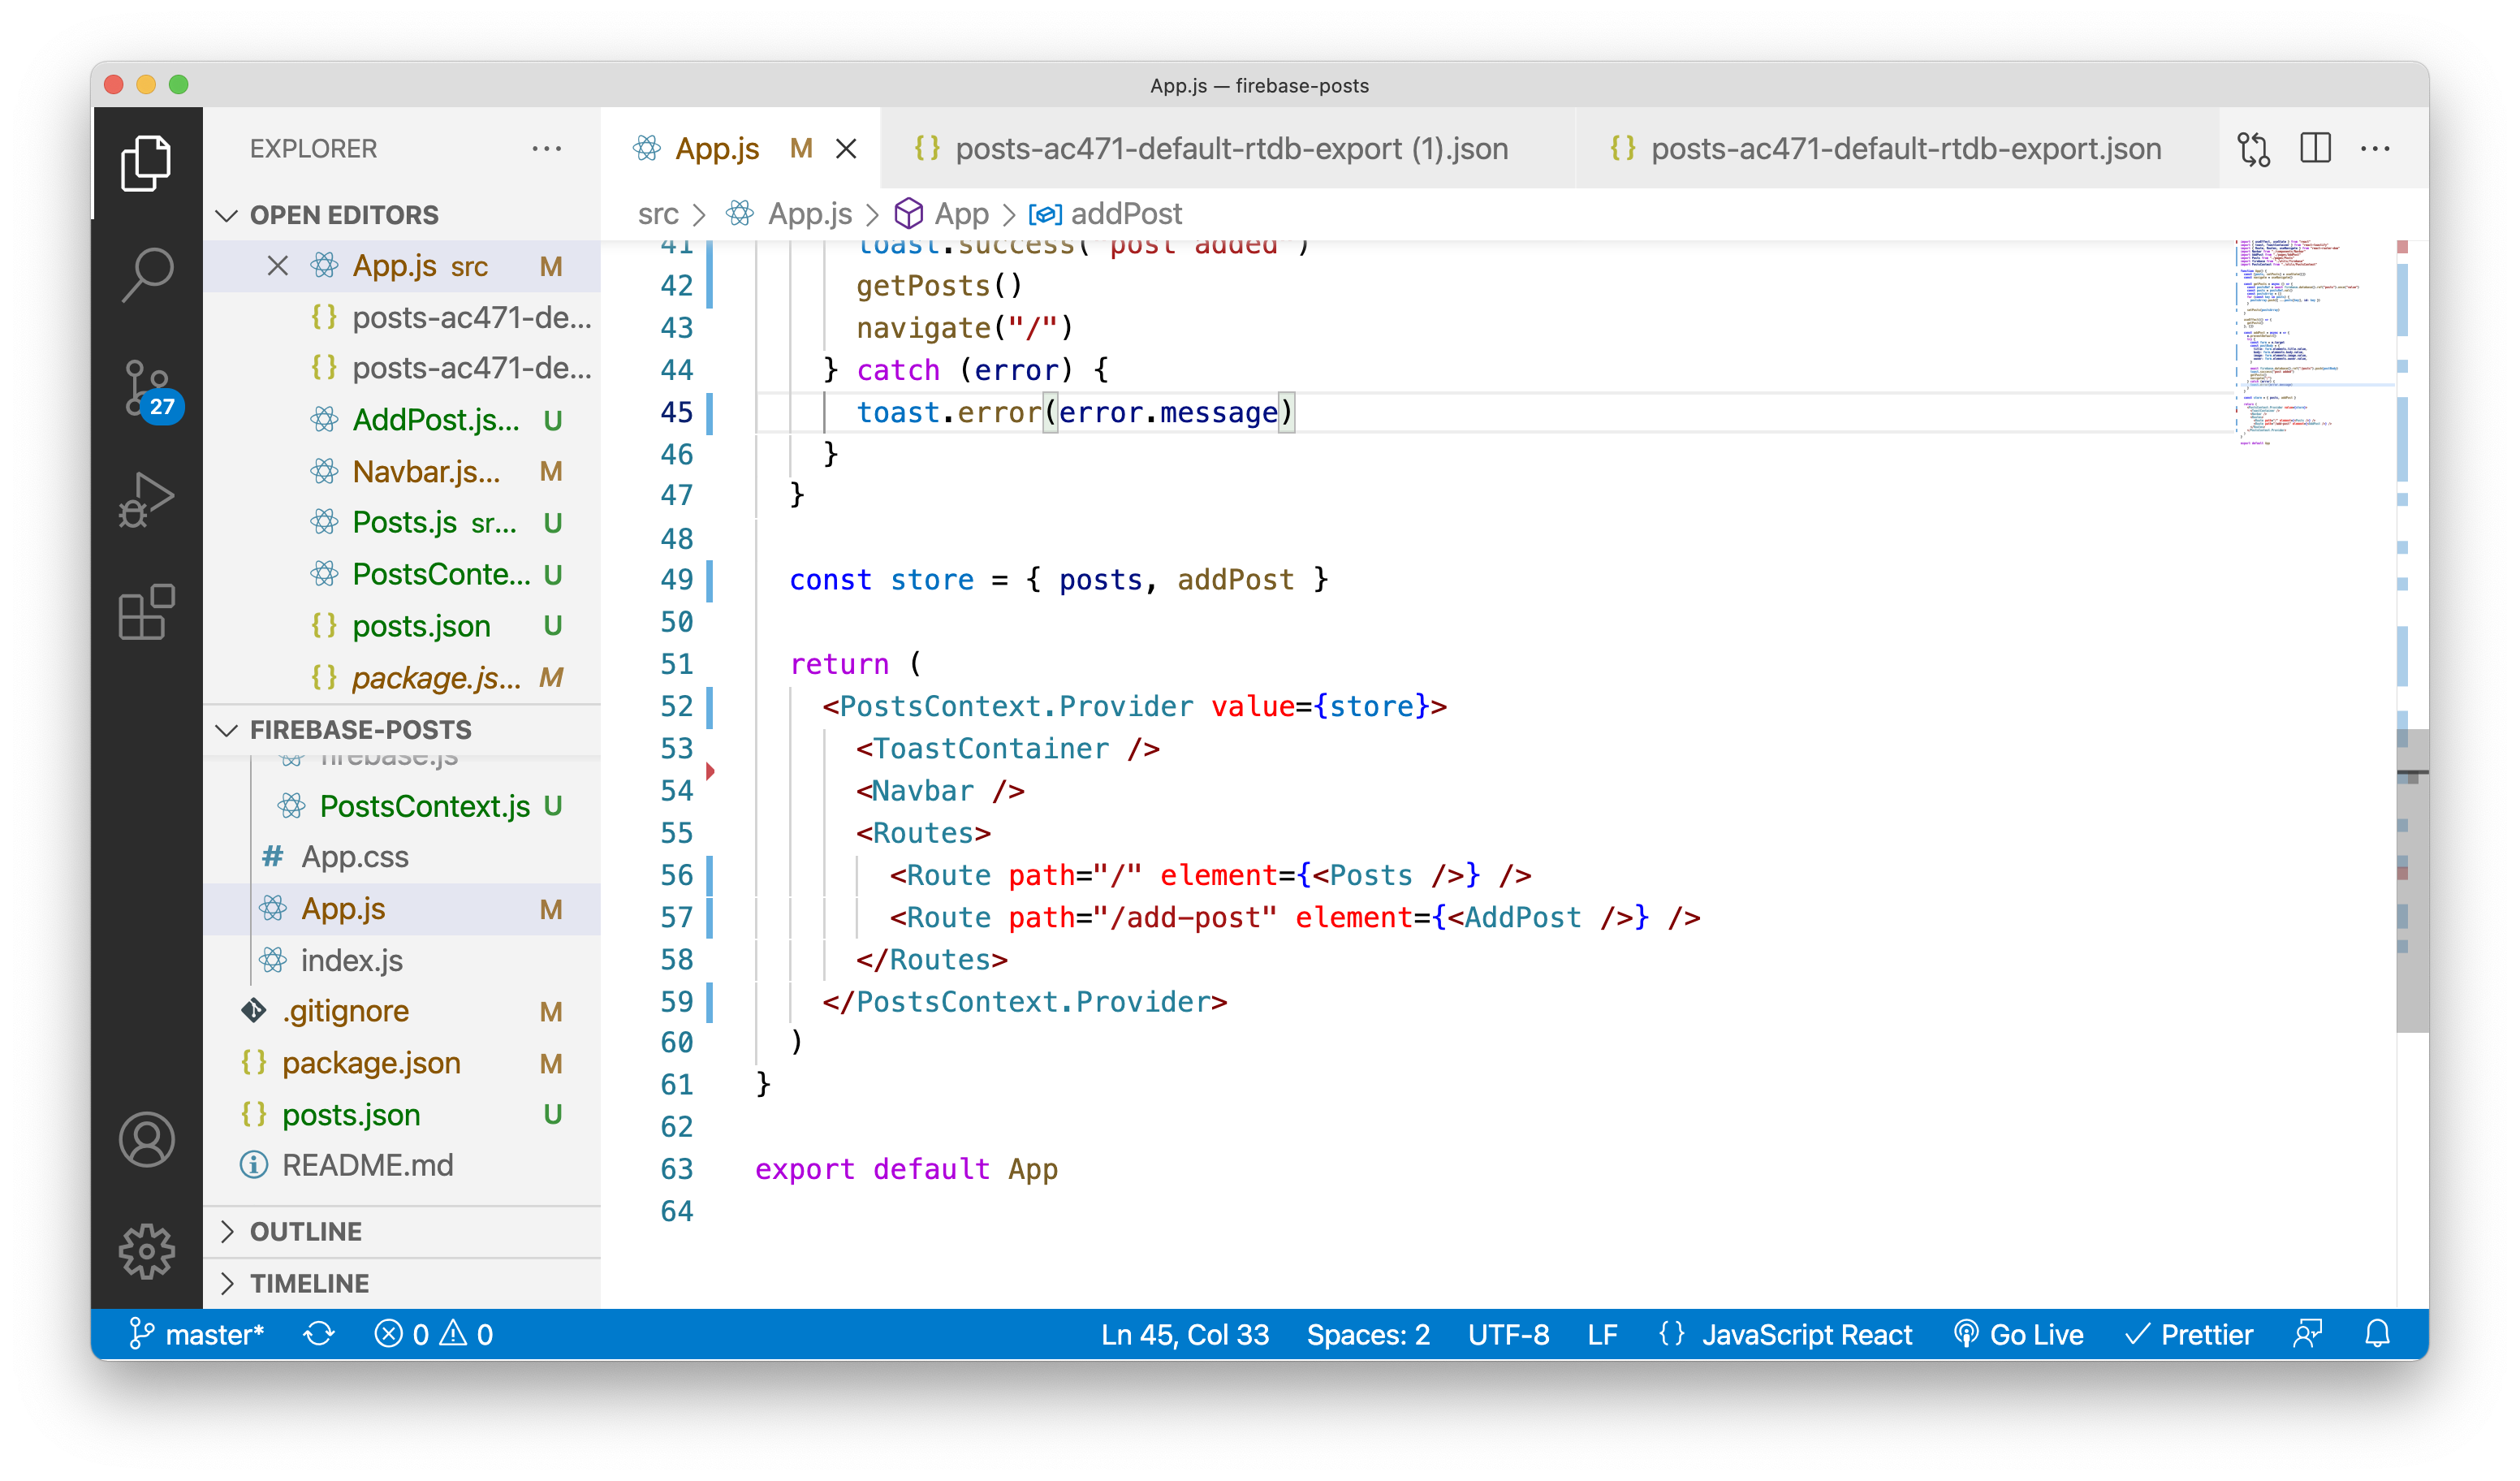 App.js — firebase-posts
EXPLORER
App.js M
posts-ac471-default-rtdb-export (1).json
posts-ac471-default-rtdb-export.json
src > App.js > App > addPost
OPEN EDITORS
App.js src M
posts-ac471-de...
posts-ac471-de...
AddPost.js... U
Navbar.js... M
Posts.js sr... U
PostsConte... U
posts.json U
package.js... M
FIREBASE-POSTS
firebase.js
PostsContext.js U
App.css
App.js M
index.js
.gitignore M
package.json M
posts.json U
README.md
OUTLINE
TIMELINE
27
41 toast.success("post added")
42 getPosts()
43 navigate("/")
44 } catch (error) {
45 toast.error(error.message)
46 }
47 }
48
49 const store = { posts, addPost }
50
51 return (
52 <PostsContext.Provider value={store}>
53 <ToastContainer />
54 <Navbar />
55 <Routes>
56 <Route path="/" element={<Posts />} />
57 <Route path="/add-post" element={<AddPost />} />
58 </Routes>
59 </PostsContext.Provider>
60 )
61 }
62
63 export default App
64
master* 0 0 Ln 45, Col 33 Spaces: 2 UTF-8 LF {} JavaScript React Go Live Prettier